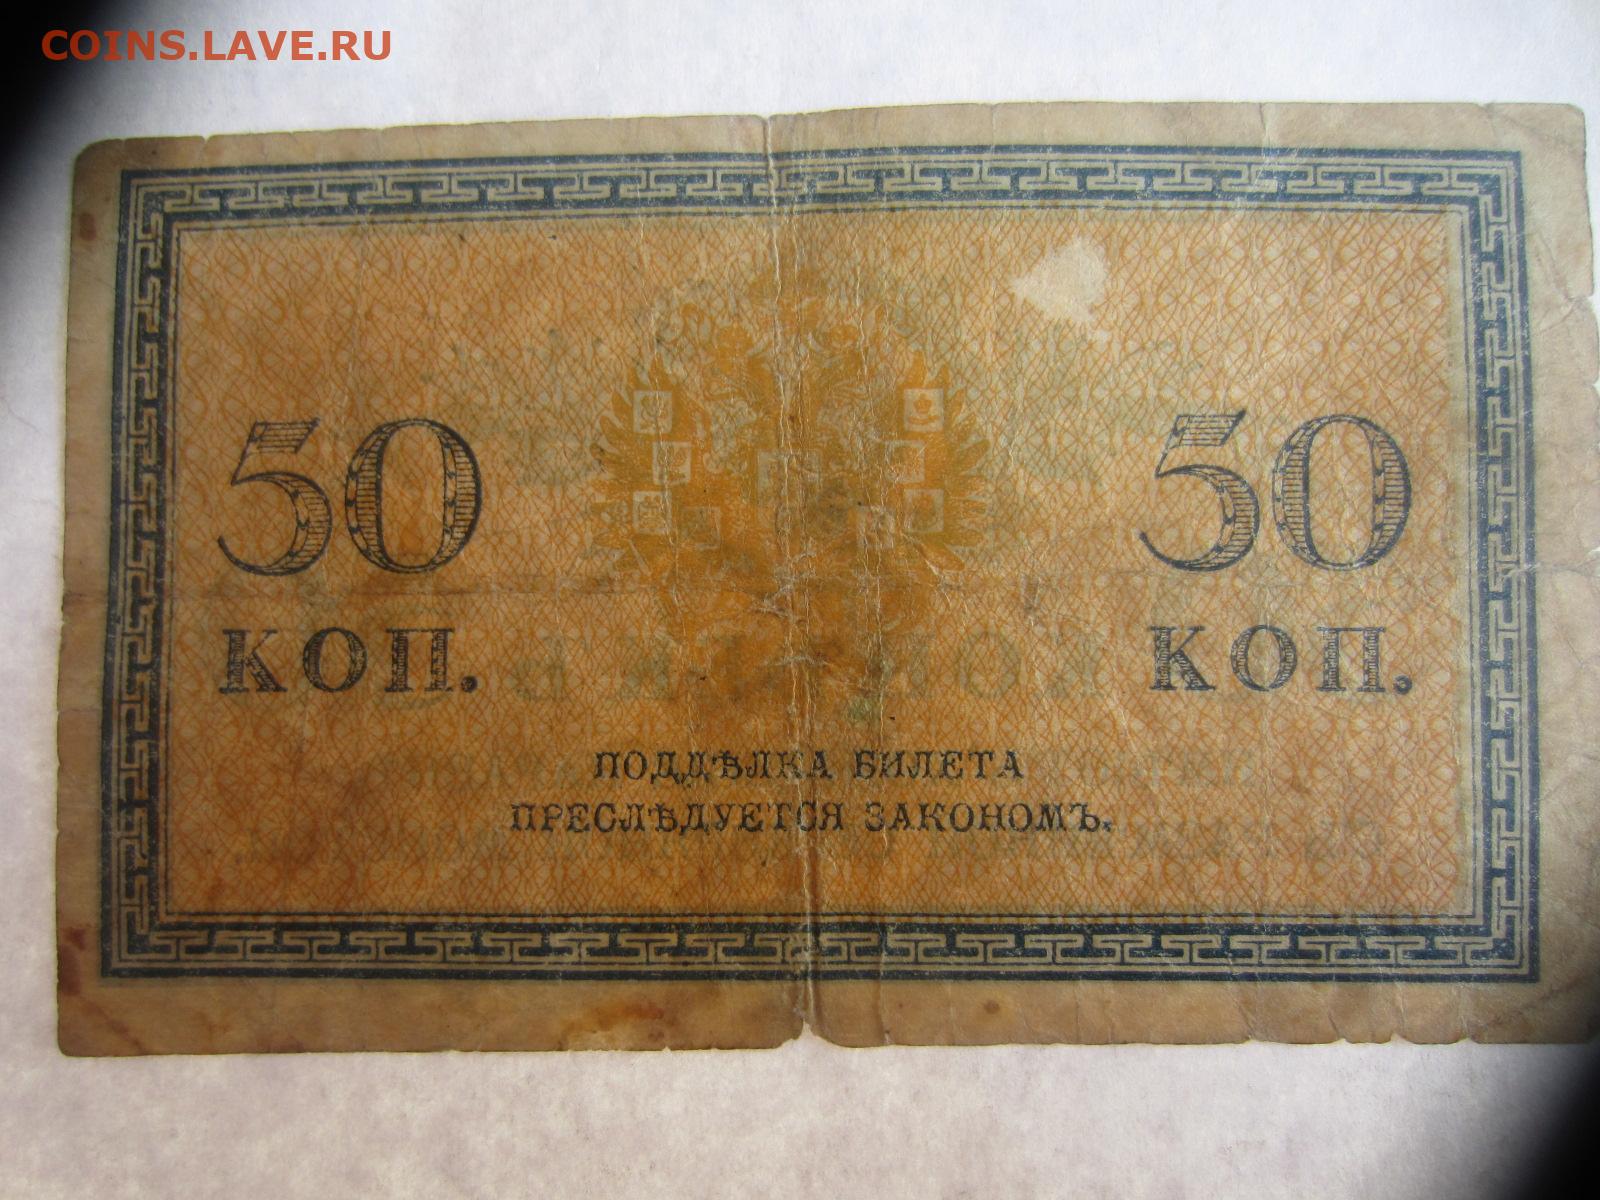 COINS.LAVE.RU
50 50
КОП. КОП.
ПОДДѢЛКА БИЛЕТА
ПРЕСЛѢДУЕТСЯ ЗАКОНОМЪ.